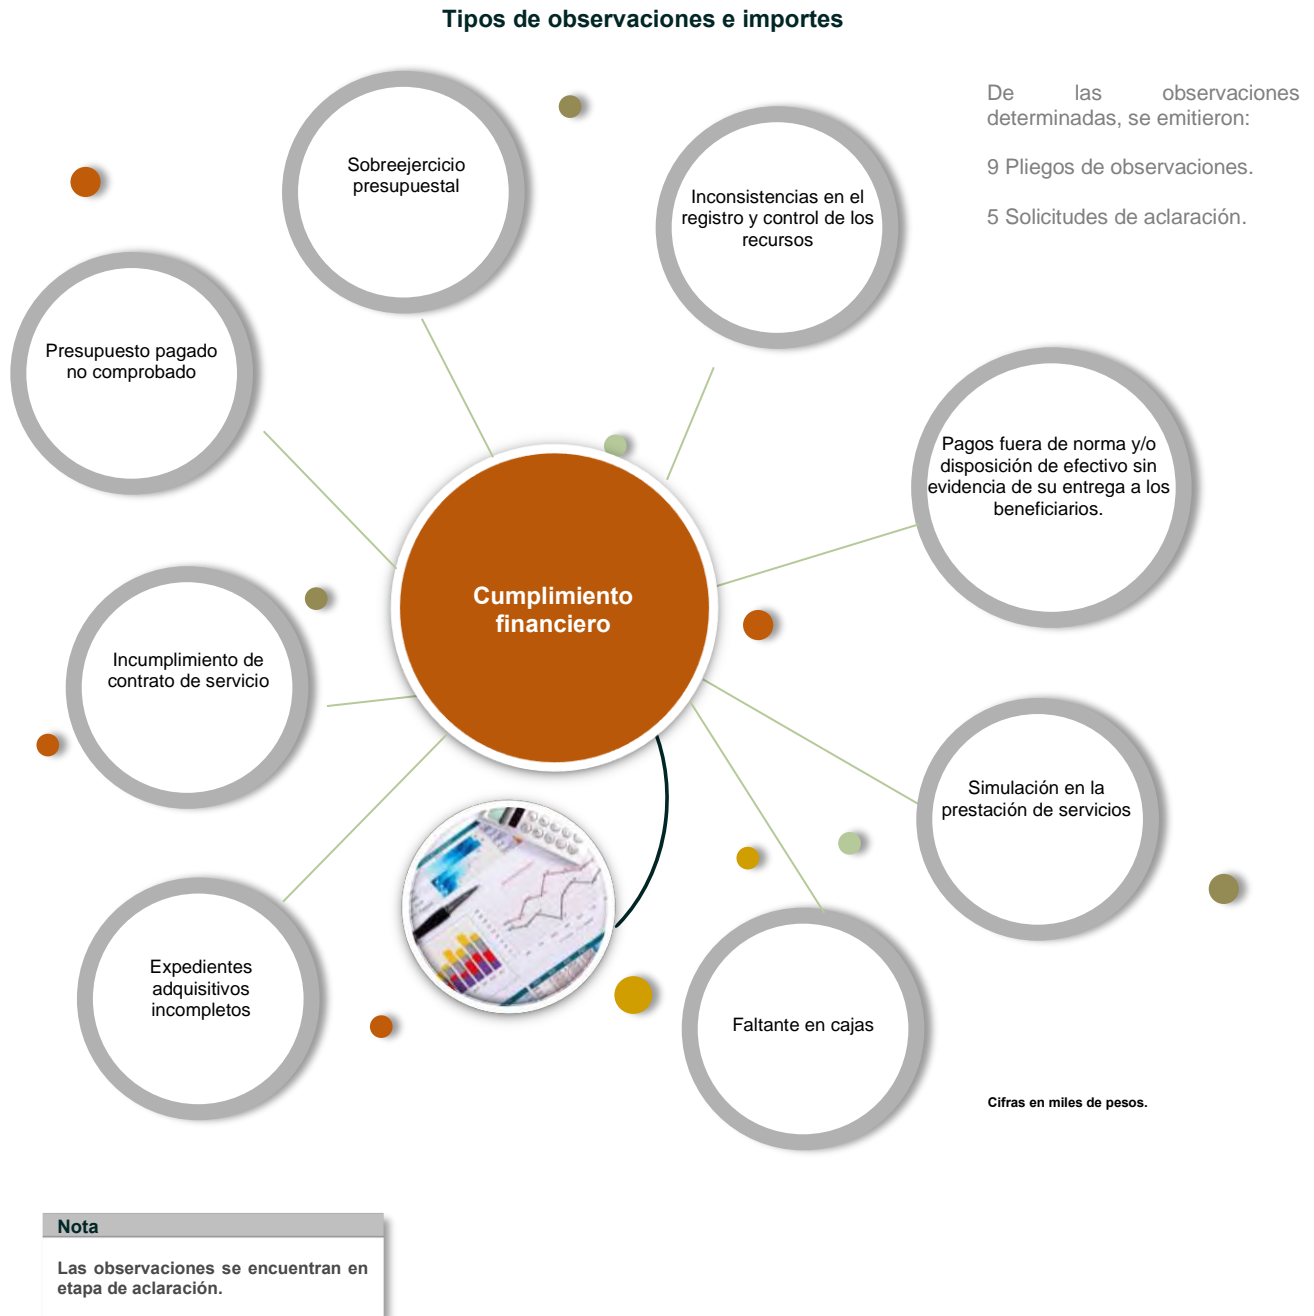 Tipos de observaciones e importes
De las observaciones
determinadas, se emitieron:
9 Pliegos de observaciones.
5 Solicitudes de aclaración.
Sobreejercicio
presupuestal
Inconsistencias en el
registro y control de los
recursos
Presupuesto pagado
no comprobado
Pagos fuera de norma y/o
disposición de efectivo sin
evidencia de su entrega a los
beneficiarios.
Cumplimiento
financiero
Incumplimiento de
contrato de servicio
Simulación en la
prestación de servicios
Expedientes
adquisitivos
incompletos
Faltante en cajas
Cifras en miles de pesos.
Nota
Las observaciones se encuentran en
etapa de aclaración.